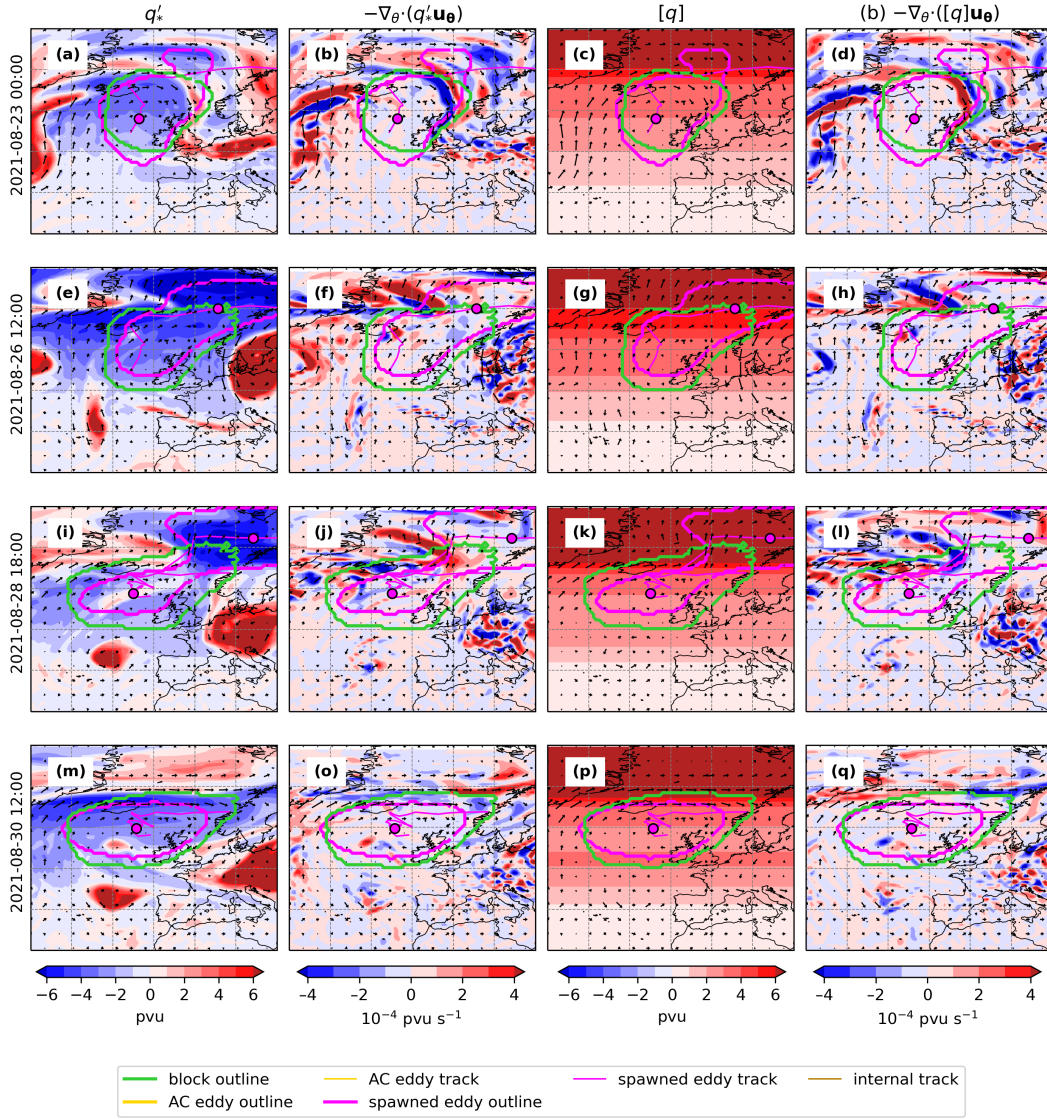 q′* −∇θ·(q′*uθ) [q] (b) −∇θ·([q]uθ)
2021-08-23 00:00
(a) (b) (c) (d)
2021-08-26 12:00
(e) (f) (g) (h)
2021-08-28 18:00
(i) (j) (k) (l)
2021-08-30 12:00
(m) (o) (p) (q)
−6 −4 −2 0 2 4 6 −4 −2 0 2 4 −6 −4 −2 0 2 4 6 −4 −2 0 2 4
pvu 10⁻⁴ pvu s⁻¹ pvu 10⁻⁴ pvu s⁻¹
block outline AC eddy track spawned eddy track internal track
AC eddy outline spawned eddy outline